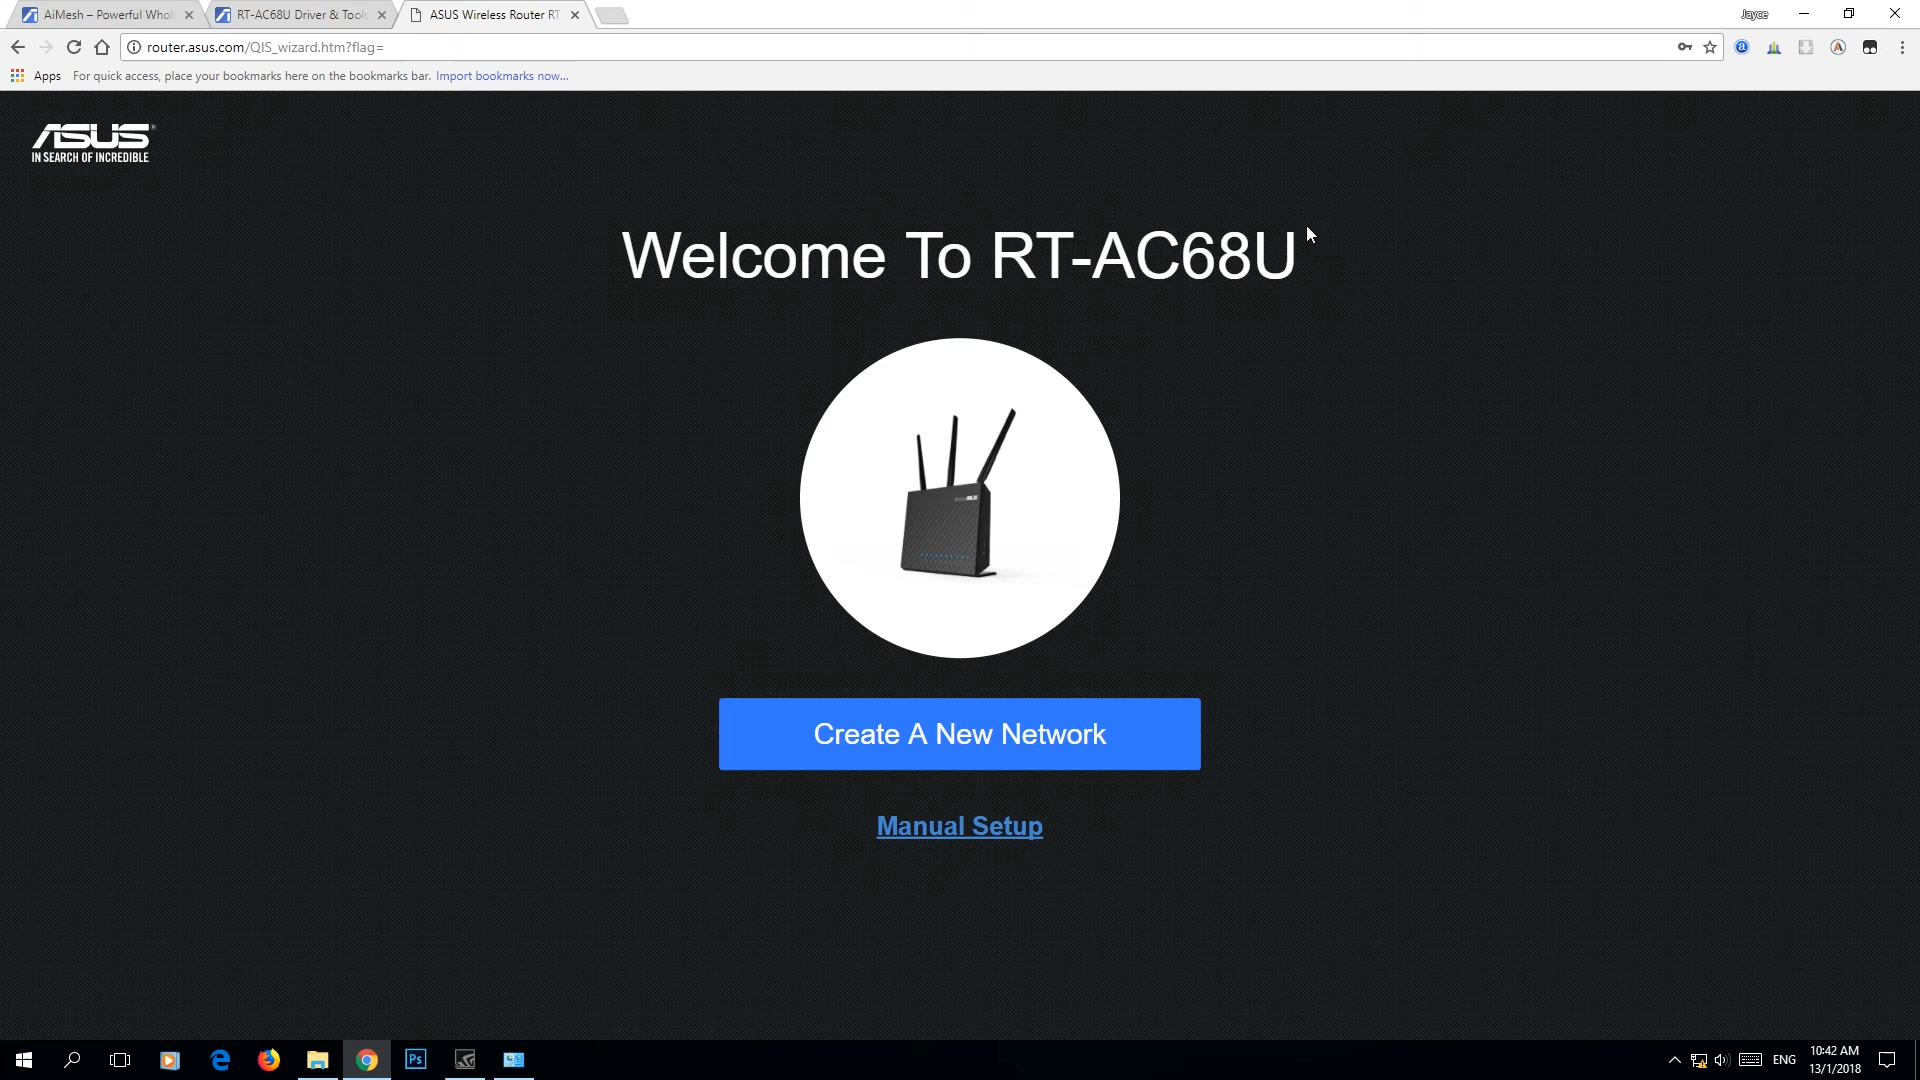 AiMesh – Powerful Whol
RT-AC68U Driver & Tools
ASUS Wireless Router RT
Jayce
router.asus.com/QIS_wizard.htm?flag=
Apps
For quick access, place your bookmarks here on the bookmarks bar.
Import bookmarks now...
ASUS
IN SEARCH OF INCREDIBLE
Welcome To RT-AC68U
Create A New Network
Manual Setup
Ps
ENG
10:42 AM
13/1/2018